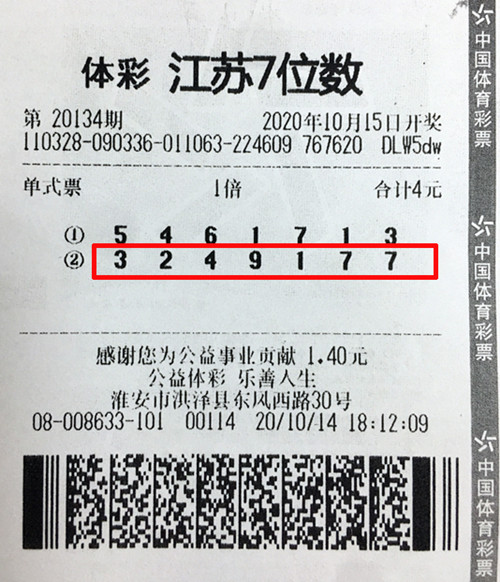 体彩 江苏7位数
第 20134期 2020年10月15日开奖
110328-090336-011063-224609 767620 DLW5dw
单式票 1倍 合计4元
① 5 4 6 1 7 1 3
② 3 2 4 9 1 7 7
感谢您为公益事业贡献 1.40元
公益体彩 乐善人生
淮安市洪泽县东风西路30号
08-008633-101 00114 20/10/14 18:12:09
中国体育彩票
中国体育彩票
中国体育彩票